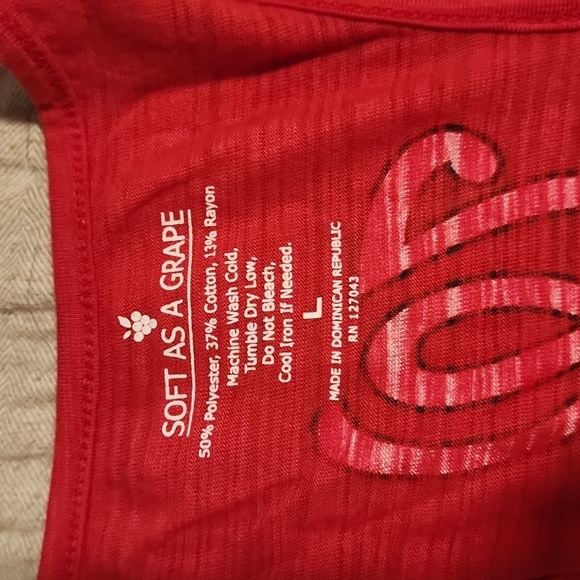 SOFT AS A GRAPE
50% Polyester, 37% Cotton, 13% Rayon
Machine Wash Cold,
Tumble Dry Low,
Do Not Bleach,
Cool Iron If Needed.
L
MADE IN DOMINICAN REPUBLIC
RN 127043